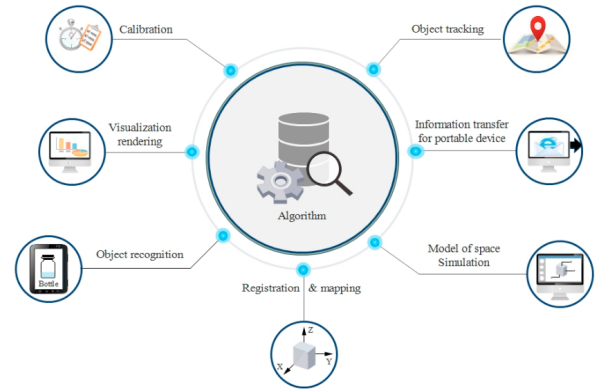 Calibration
Object tracking
Visualization
rendering
Information transfer
for portable device
Algorithm
Object recognition
Model of space
Simulation
Bottle
Registration & mapping
Z
X
Y